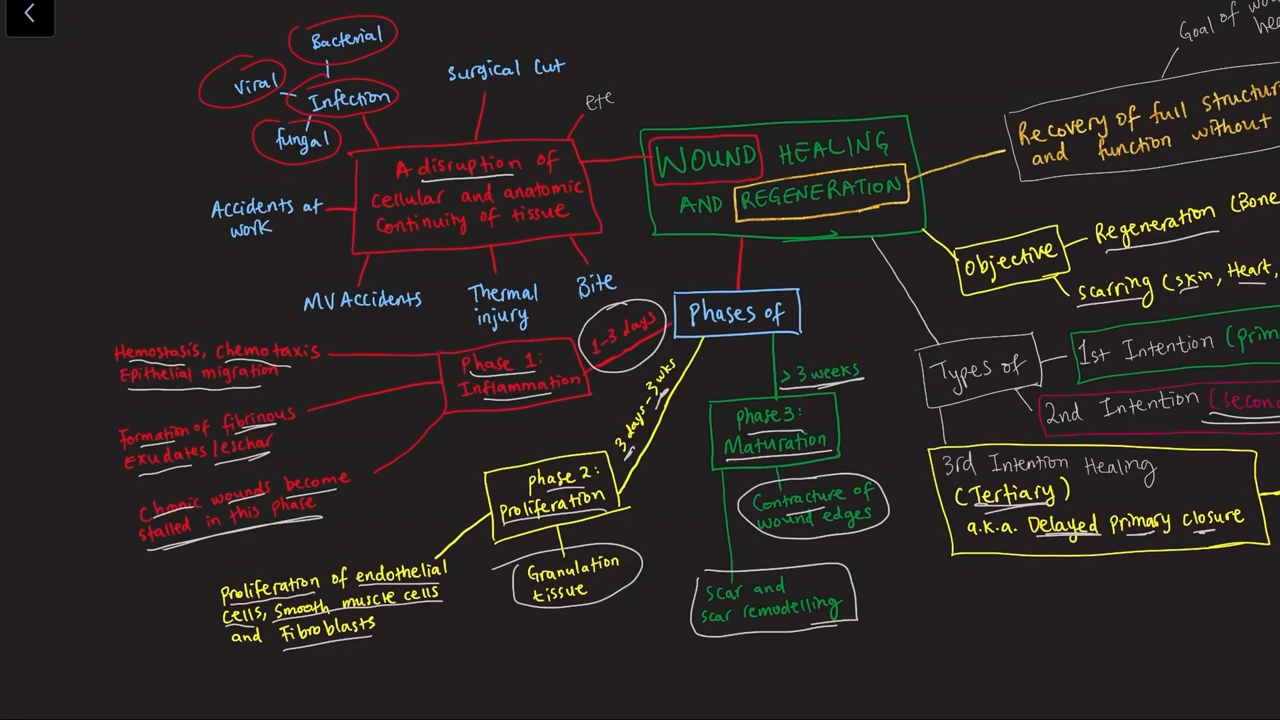 Bacterial
Viral
Infection
fungal
Surgical Cut
etc
A disruption of
cellular and anatomic
Continuity of tissue
Accidents at
work
MV Accidents
Thermal
injury
Bite
WOUND HEALING
AND REGENERATION
Goal of
Recovery of full
and function without
Objective
Regeneration (Bone
scarring (skin, Heart,
Phases of
1-3 days
Phase 1:
Inflammation
Hemostasis, chemotaxis
Epithelial migration
Formation of fibrinous
Exudates/eschar
Chronic wounds become
stalled in this phase
3 days - 3 wks
phase 2:
Proliferation
Proliferation of endothelial
cells, Smooth muscle cells
and Fibroblasts
Granulation
tissue
> 3 weeks
phase 3:
Maturation
Contracture of
wound edges
scar and
scar remodelling
Types of
1st Intention
2nd Intention
3rd Intention Healing
(Tertiary)
a.k.a. Delayed primary closure